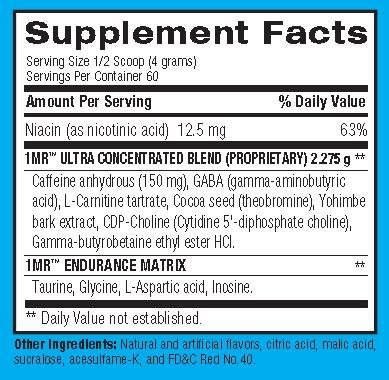 Supplement Facts
Serving Size 1/2 Scoop (4 grams)
Servings Per Container 60
Amount Per Serving % Daily Value
Niacin (as nicotinic acid) 12.5 mg 63%
1MR™ ULTRA CONCENTRATED BLEND (PROPRIETARY) 2.275 g **
Caffeine anhydrous (150 mg), GABA (gamma-aminobutyric
acid), L-Carnitine tartrate, Cocoa seed (theobromine), Yohimbe
bark extract, CDP-Choline (Cytidine 5'-diphosphate choline),
Gamma-butyrobetaine ethyl ester HCl.
1MR™ ENDURANCE MATRIX **
Taurine, Glycine, L-Aspartic acid, Inosine.
** Daily Value not established.
Other Ingredients: Natural and artificial flavors, citric acid, malic acid,
sucralose, acesulfame-K, and FD&C Red No.40.